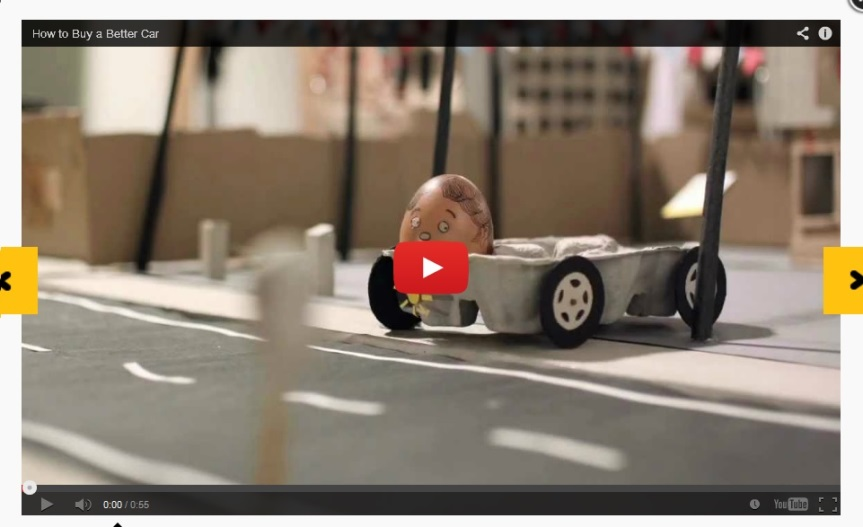 How to Buy a Better Car
0:00 / 0:55
YouTube